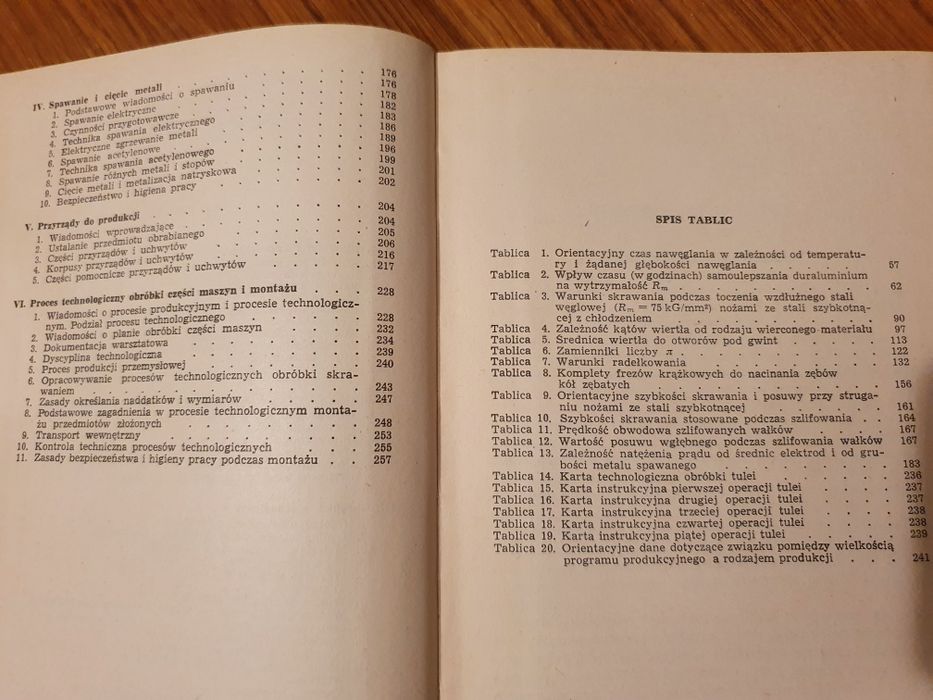 IV. Spawanie i cięcie metali . . . . . . . . 176
1. Podstawowe wiadomości o spawaniu . . . . . 176
2. Spawanie elektryczne . . . . . . . . 178
3. Czynności przygotowawcze . . . . . . . 182
4. Technika spawania elektrycznego . . . . . . 183
5. Elektryczne zgrzewanie metali . . . . . . 186
6. Spawanie acetylenowe . . . . . . . . 189
7. Technika spawania acetylenowego . . . . . . 196
8. Spawanie różnych metali i stopów . . . . . . 199
9. Cięcie metali i metalizacja natryskowa . . . . . 201
10. Bezpieczeństwo i higiena pracy . . . . . . 202
V. Przyrządy do produkcji . . . . . . . . 204
1. Wiadomości wprowadzające . . . . . . . 204
2. Ustalanie przedmiotu obrabianego . . . . . . 205
3. Części przyrządów i uchwytów . . . . . . 206
4. Korpusy przyrządów i uchwytów . . . . . . 216
5. Części pomocnicze przyrządów i uchwytów . . . . 217
VI. Proces technologiczny obróbki części maszyn i montażu . . . 228
1. Wiadomości o procesie produkcyjnym i procesie technologicz-
nym. Podział procesu technologicznego . . . . . 228
2. Wiadomości o planie obróbki części maszyn . . . . 232
3. Dokumentacja warsztatowa . . . . . . . 234
4. Dyscyplina technologiczna . . . . . . . 239
5. Proces produkcji przemysłowej . . . . . . 240
6. Opracowywanie procesów technologicznych obróbki skra-
waniem . . . . . . . . . . 243
7. Zasady określania naddatków i wymiarów . . . . 247
8. Podstawowe zagadnienia w procesie technologicznym monta-
żu przedmiotów złożonych . . . . . . 248
9. Transport wewnętrzny . . . . . . . . 253
10. Kontrola techniczna procesów technologicznych . . . . 255
11. Zasady bezpieczeństwa i higieny pracy podczas montażu . . 257
SPIS TABLIC
Tablica 1. Orientacyjny czas nawęglania w zależności od temperatu-
ry i żądanej głębokości nawęglania . . . . . 57
Tablica 2. Wpływ czasu (w godzinach) samoulepszania duraluminium
na wytrzymałość Rm . . . . . . . . 62
Tablica 3. Warunki skrawania podczas toczenia wzdłużnego stali
węglowej (Rm = 75 kG/mm²) nożami ze stali szybkotną-
cej z chłodzeniem . . . . . . . . 90
Tablica 4. Zależność kątów wiertła od rodzaju wierconego materiału 97
Tablica 5. Średnica wiertła do otworów pod gwint . . . . 113
Tablica 6. Zamienniki liczby π . . . . . . . . 122
Tablica 7. Warunki radełkowania . . . . . . . 132
Tablica 8. Komplety frezów krążkowych do nacinania zębów
kół zębatych . . . . . . . . . 156
Tablica 9. Orientacyjne szybkości skrawania i posuwy przy struga-
niu nożami ze stali szybkotnącej . . . . . 161
Tablica 10. Szybkości skrawania stosowane podczas szlifowania . . 164
Tablica 11. Prędkość obwodowa szlifowanych wałków . . . . 167
Tablica 12. Wartość posuwu wgłębnego podczas szlifowania wałków 167
Tablica 13. Zależność natężenia prądu od średnic elektrod i od gru-
bości metalu spawanego . . . . . . . 183
Tablica 14. Karta technologiczna obróbki tulei . . . . . 236
Tablica 15. Karta instrukcyjna pierwszej operacji tulei . . . . 237
Tablica 16. Karta instrukcyjna drugiej operacji tulei . . . . 237
Tablica 17. Karta instrukcyjna trzeciej operacji tulei . . . . 238
Tablica 18. Karta instrukcyjna czwartej operacji tulei . . . . 238
Tablica 19. Karta instrukcyjna piątej operacji tulei . . . . 239
Tablica 20. Orientacyjne dane dotyczące związku pomiędzy wielkością
programu produkcyjnego a rodzajem produkcji . . . 241